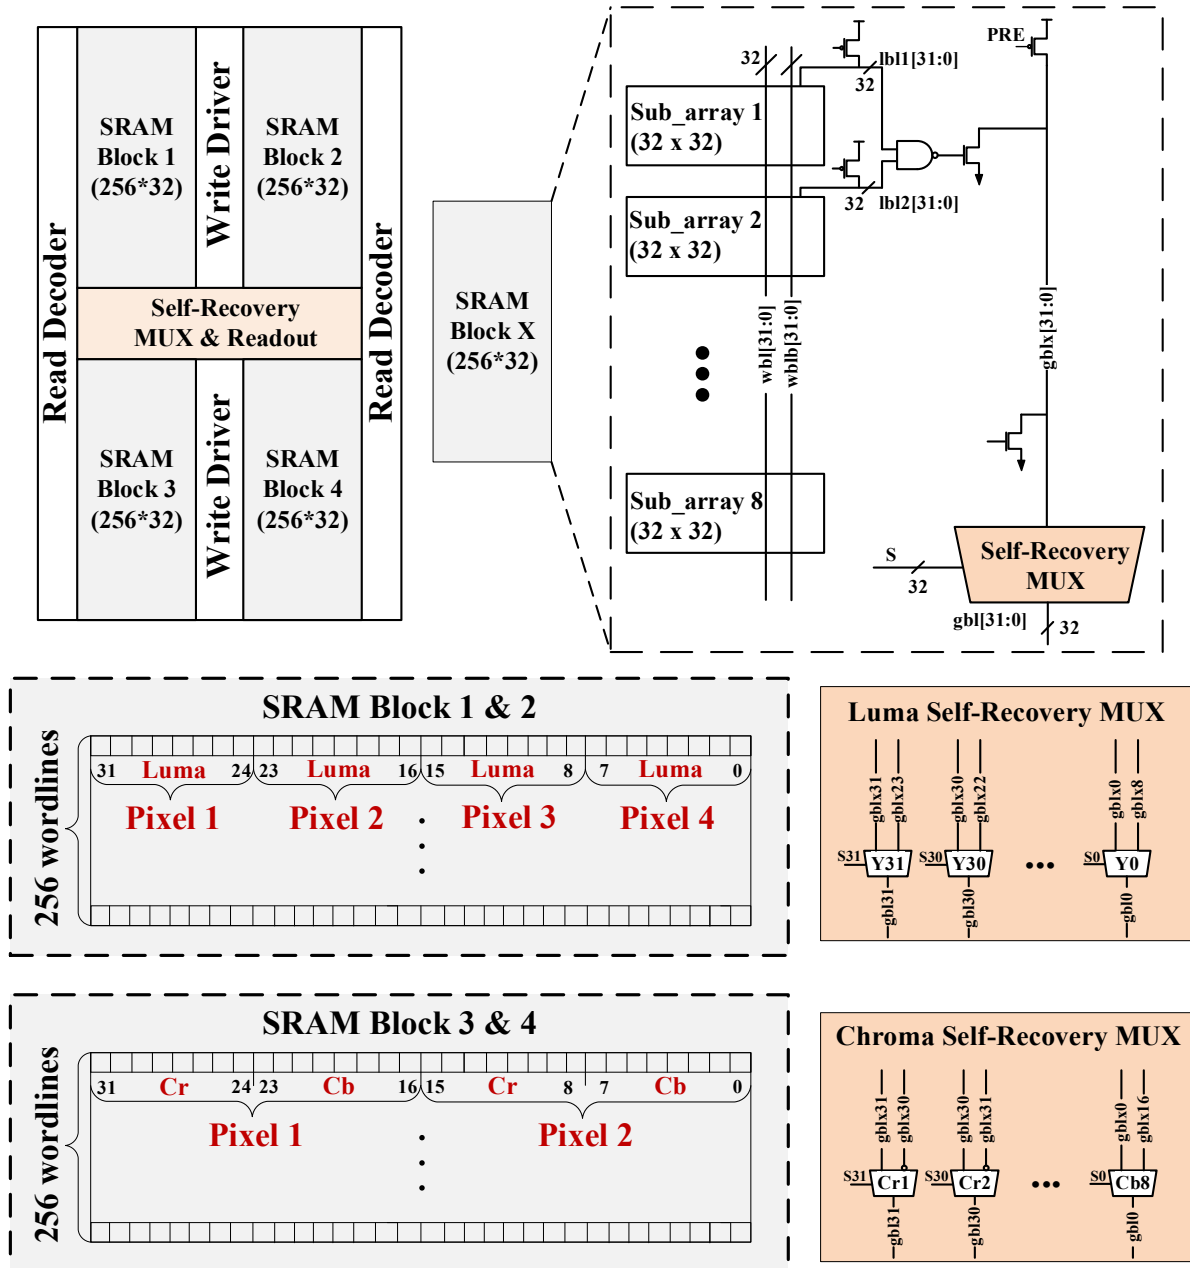 Read Decoder
SRAM
Block 1
(256*32)
Write Driver
SRAM
Block 2
(256*32)
Read Decoder
Self-Recovery
MUX & Readout
SRAM
Block 3
(256*32)
Write Driver
SRAM
Block 4
(256*32)
SRAM
Block X
(256*32)
PRE
32
lbl1[31:0]
32
Sub_array 1
(32 x 32)
32
lbl2[31:0]
Sub_array 2
(32 x 32)
wbl[31:0]
wblb[31:0]
gblx[31:0]
Sub_array 8
(32 x 32)
S
32
Self-Recovery
MUX
gbl[31:0]
32
SRAM Block 1 & 2
256 wordlines
31 Luma 24 23 Luma 16 15 Luma 8 7 Luma 0
Pixel 1 Pixel 2 Pixel 3 Pixel 4
Luma Self-Recovery MUX
gblx31 gblx23 gblx30 gblx22 gblx0 gblx8
S31 Y31 S30 Y30 S0 Y0
gbl31 gbl30 gbl0
SRAM Block 3 & 4
256 wordlines
31 Cr 24 23 Cb 16 15 Cr 8 7 Cb 0
Pixel 1 Pixel 2
Chroma Self-Recovery MUX
gblx31 gblx30 gblx30 gblx31 gblx0 gblx16
S31 Cr1 S30 Cr2 S0 Cb8
gbl31 gbl30 gbl0